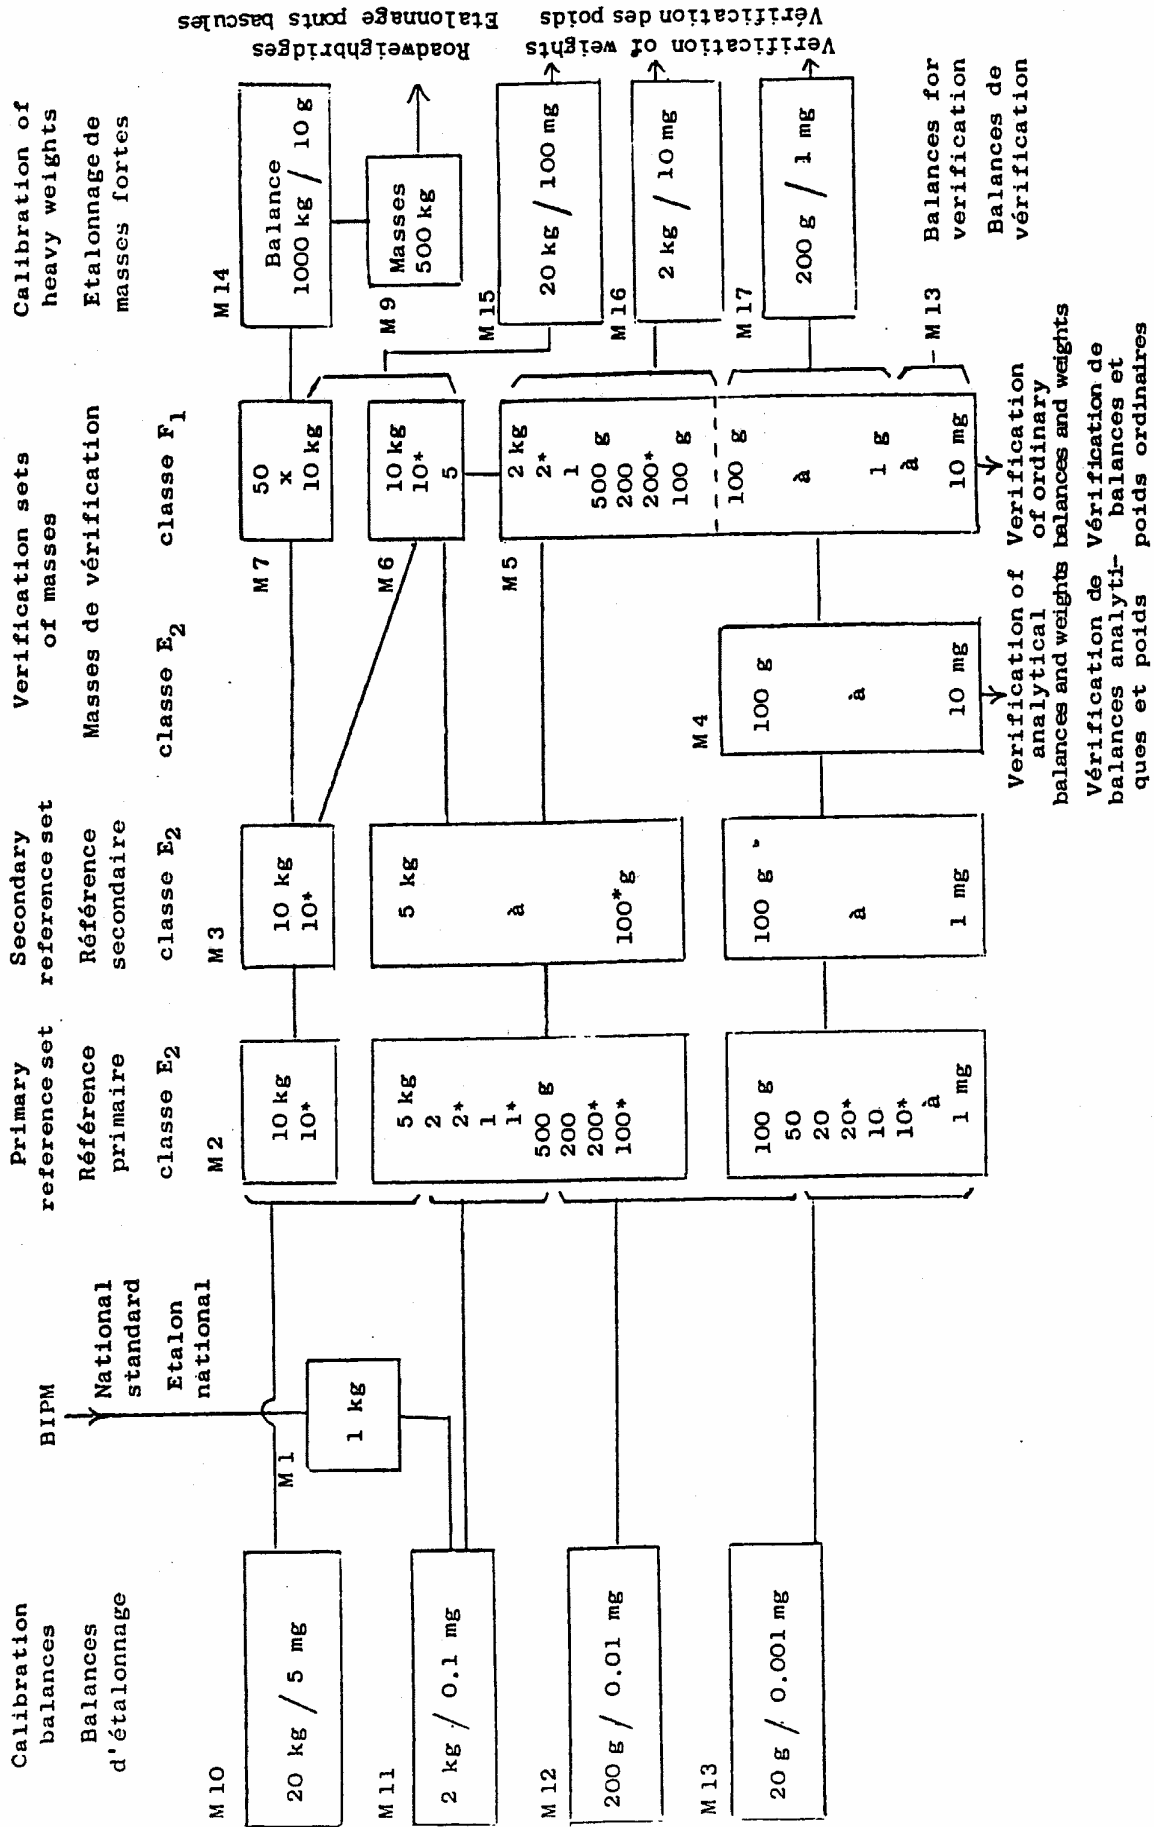 Calibration
balances
Balances
d'étalonnage
M 10
20 kg / 5 mg
M 11
2 kg / 0.1 mg
M 12
200 g / 0.01 mg
M 13
20 g / 0.001 mg
BIPM
National
standard
Etalon
national
M 1
1 kg
Primary
reference set
Référence
primaire
classe E2
M 2
10 kg
10*
5 kg
2
2*
1
1*
500 g
200
200*
100*
100 g
50
20
20*
10
10*
à
1 mg
Secondary
reference set
Référence
secondaire
classe E2
M 3
10 kg
10*
5 kg
à
100*g
100 g
à
1 mg
Verification sets
of masses
Masses de vérification
classe E2
classe F1
M 4
100 g
à
10 mg
Verification of
analytical
balances and weights
Vérification de
balances analyti-
ques et poids
M 7
50
x
10 kg
M 6
10 kg
10*
5
M 5
2 kg
2*
1
500 g
200
200*
100 g
100 g
à
1 g
à
10 mg
Verification
of ordinary
balances and weights
Vérification de
balances et
poids ordinaires
Calibration of
heavy weights
Etalonnage de
masses fortes
M 14
Balance
1000 kg / 10 g
M 9
Masses
500 kg
M 15
20 kg / 100 mg
M 16
2 kg / 10 mg
M 17
200 g / 1 mg
M 13
Balances for
verification
Balances de
vérification
Roadweighbridges
Etalonnage ponts bascules
Verification of weights
Vérification des poids